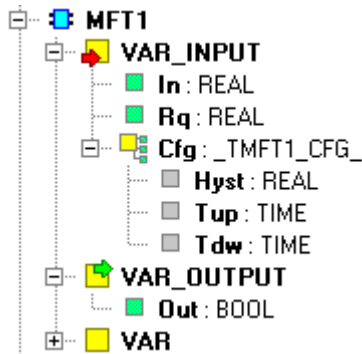 MFT1
VAR_INPUT
In : REAL
Rq : REAL
Cfg : _TMFT1_CFG_
Hyst : REAL
Tup : TIME
Tdw : TIME
VAR_OUTPUT
Out : BOOL
VAR